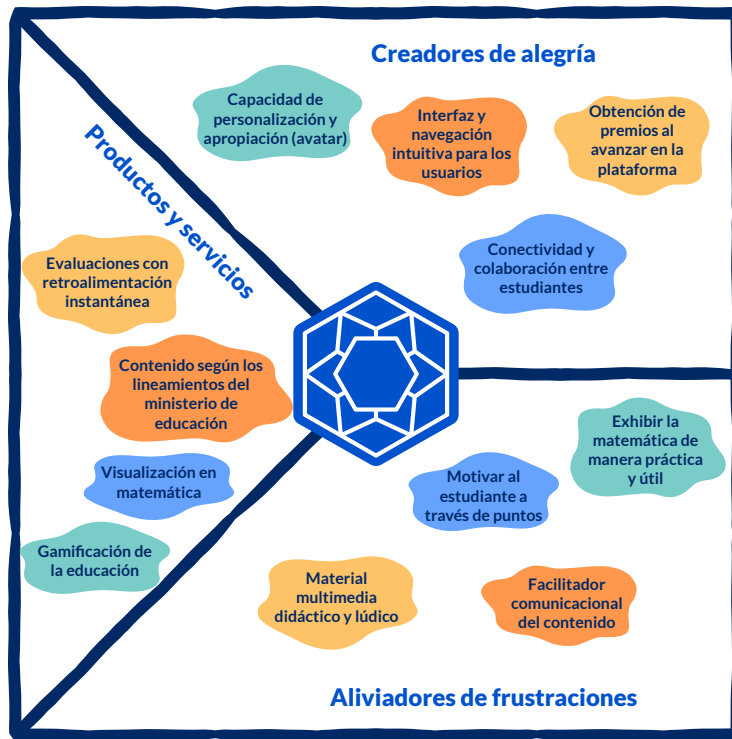 Creadores de alegría
Capacidad de
personalización y
apropiación (avatar)
Interfaz y
navegación
intuitiva para los
usuarios
Obtención de
premios al
avanzar en la
plataforma
Conectividad y
colaboración entre
estudiantes
Productos y servicios
Evaluaciones con
retroalimentación
instantánea
Contenido según los
lineamientos del
ministerio de
educación
Visualización en
matemática
Gamificación de
la educación
Exhibir la
matemática de
manera práctica
y útil
Motivar al
estudiante a
través de puntos
Material
multimedia
didáctico y lúdico
Facilitador
comunicacional
del contenido
Aliviadores de frustraciones